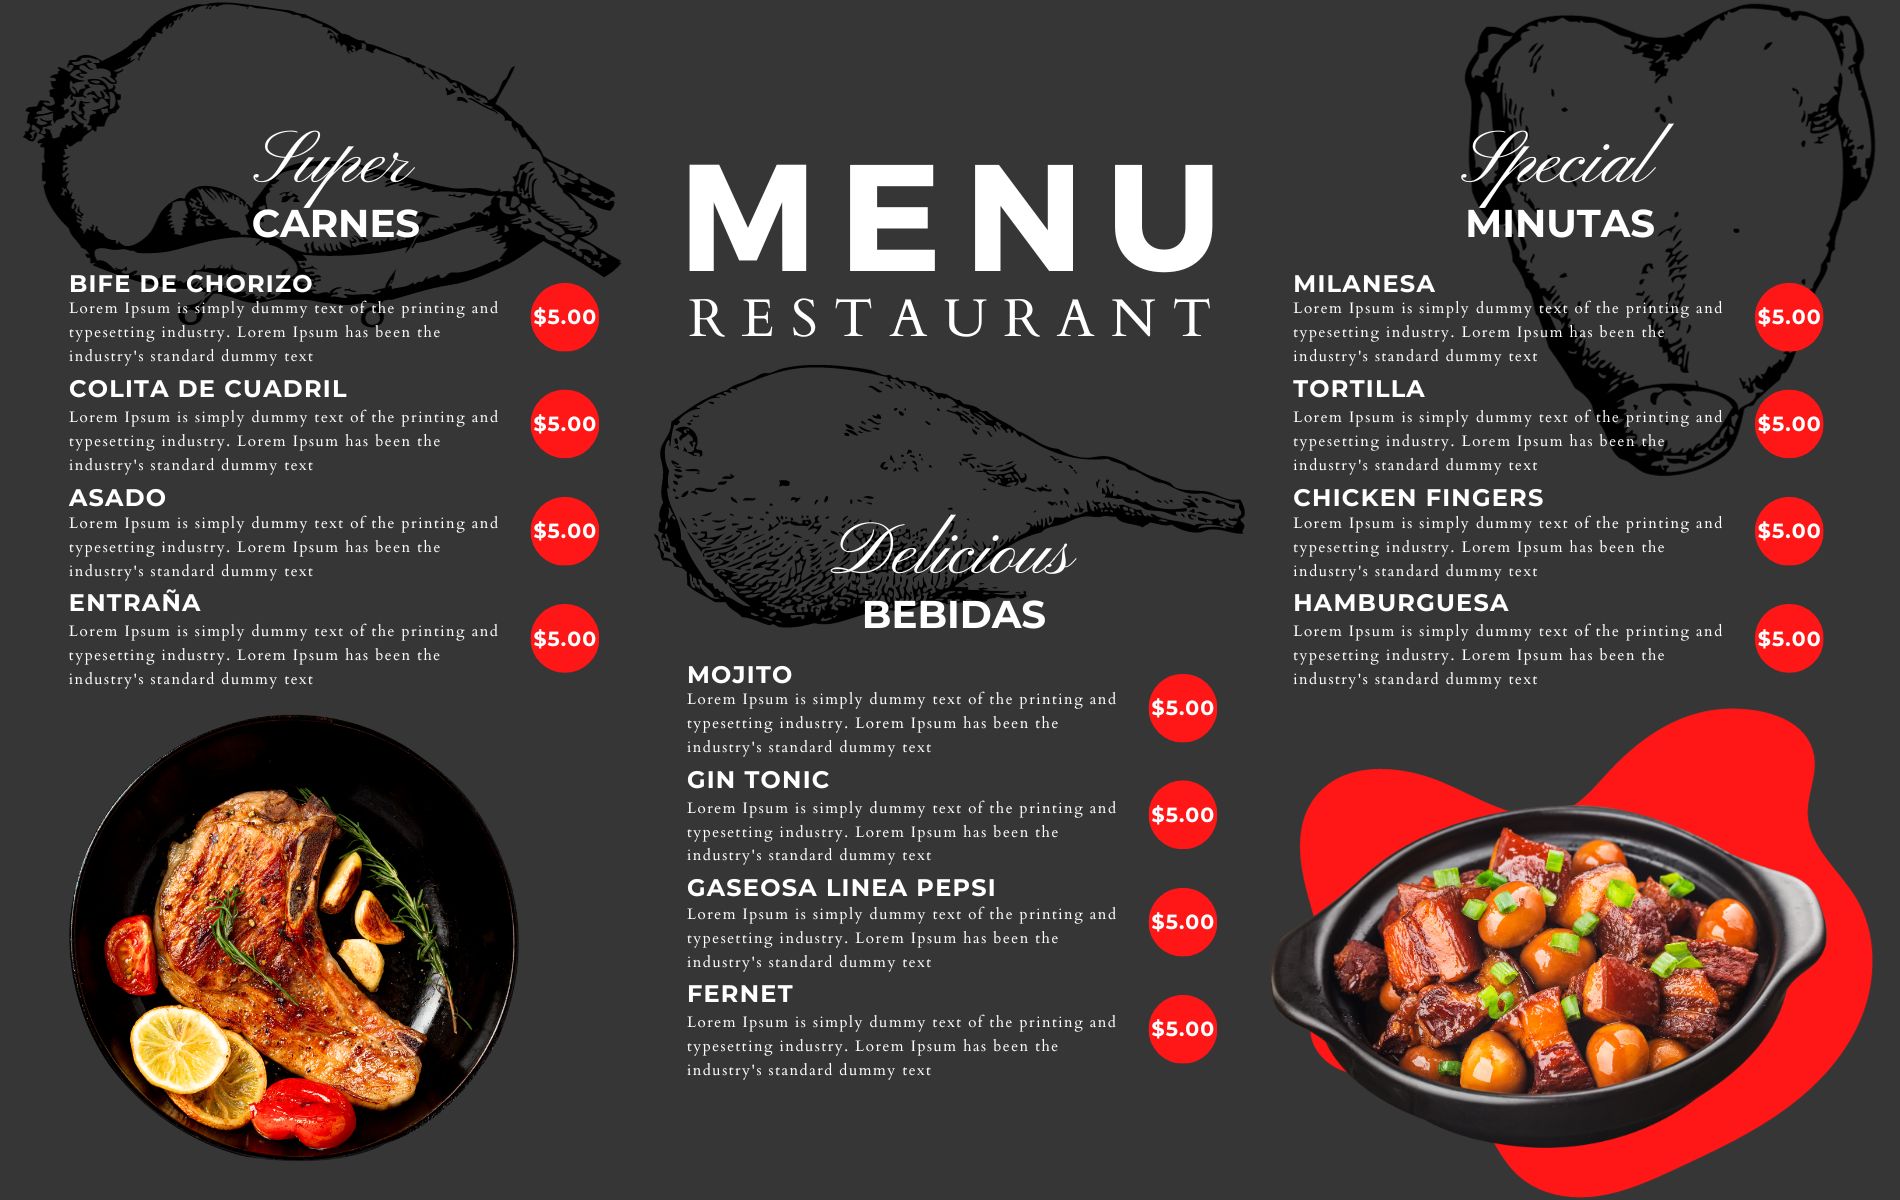 Super
CARNES
BIFE DE CHORIZO
Lorem Ipsum is simply dummy text of the printing and
typesetting industry. Lorem Ipsum has been the
industry's standard dummy text
$5.00
COLITA DE CUADRIL
Lorem Ipsum is simply dummy text of the printing and
typesetting industry. Lorem Ipsum has been the
industry's standard dummy text
$5.00
ASADO
Lorem Ipsum is simply dummy text of the printing and
typesetting industry. Lorem Ipsum has been the
industry's standard dummy text
$5.00
ENTRAÑA
Lorem Ipsum is simply dummy text of the printing and
typesetting industry. Lorem Ipsum has been the
industry's standard dummy text
$5.00
MENU
RESTAURANT
Delicious
BEBIDAS
MOJITO
Lorem Ipsum is simply dummy text of the printing and
typesetting industry. Lorem Ipsum has been the
industry's standard dummy text
$5.00
GIN TONIC
Lorem Ipsum is simply dummy text of the printing and
typesetting industry. Lorem Ipsum has been the
industry's standard dummy text
$5.00
GASEOSA LINEA PEPSI
Lorem Ipsum is simply dummy text of the printing and
typesetting industry. Lorem Ipsum has been the
industry's standard dummy text
$5.00
FERNET
Lorem Ipsum is simply dummy text of the printing and
typesetting industry. Lorem Ipsum has been the
industry's standard dummy text
$5.00
Special
MINUTAS
MILANESA
Lorem Ipsum is simply dummy text of the printing and
typesetting industry. Lorem Ipsum has been the
industry's standard dummy text
$5.00
TORTILLA
Lorem Ipsum is simply dummy text of the printing and
typesetting industry. Lorem Ipsum has been the
industry's standard dummy text
$5.00
CHICKEN FINGERS
Lorem Ipsum is simply dummy text of the printing and
typesetting industry. Lorem Ipsum has been the
industry's standard dummy text
$5.00
HAMBURGUESA
Lorem Ipsum is simply dummy text of the printing and
typesetting industry. Lorem Ipsum has been the
industry's standard dummy text
$5.00